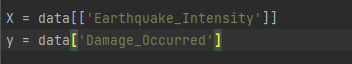 X = data[['Earthquake_Intensity']]
y = data['Damage_Occurred']